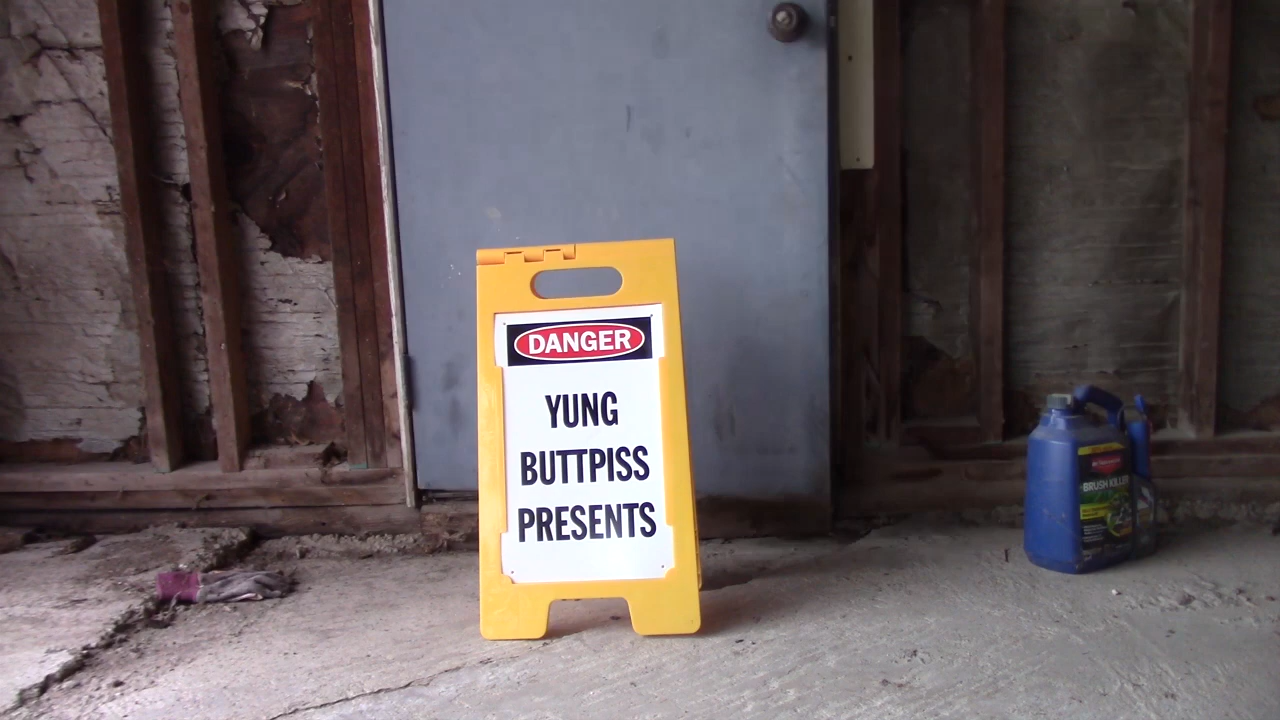 DANGER
YUNG
BUTTPISS
PRESENTS
BRUSH KILLER